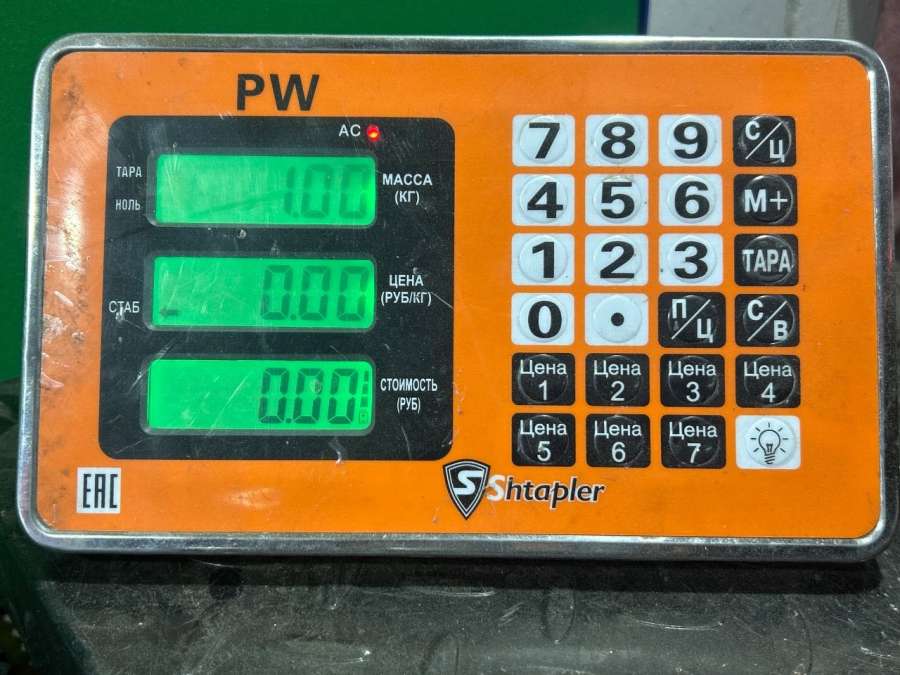 PW
AC
ТАРА
НОЛЬ
1.00
МАССА
(КГ)
СТАБ
0.00
ЦЕНА
(РУБ/КГ)
0.00
СТОИМОСТЬ
(РУБ)
7 8 9 С/Ц
4 5 6 М+
1 2 3 ТАРА
0 • П/Ц С/В
Цена 1 Цена 2 Цена 3 Цена 4
Цена 5 Цена 6 Цена 7
EAC
S Shtapler